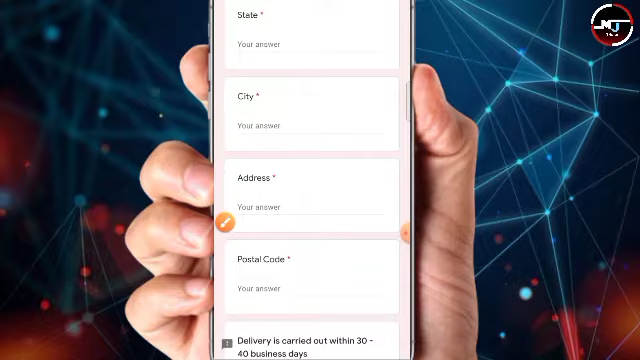 State *
Your answer
City *
Your answer
Address *
Your answer
Postal Code *
Your answer
Delivery is carried out within 30 -
40 business days
MJ